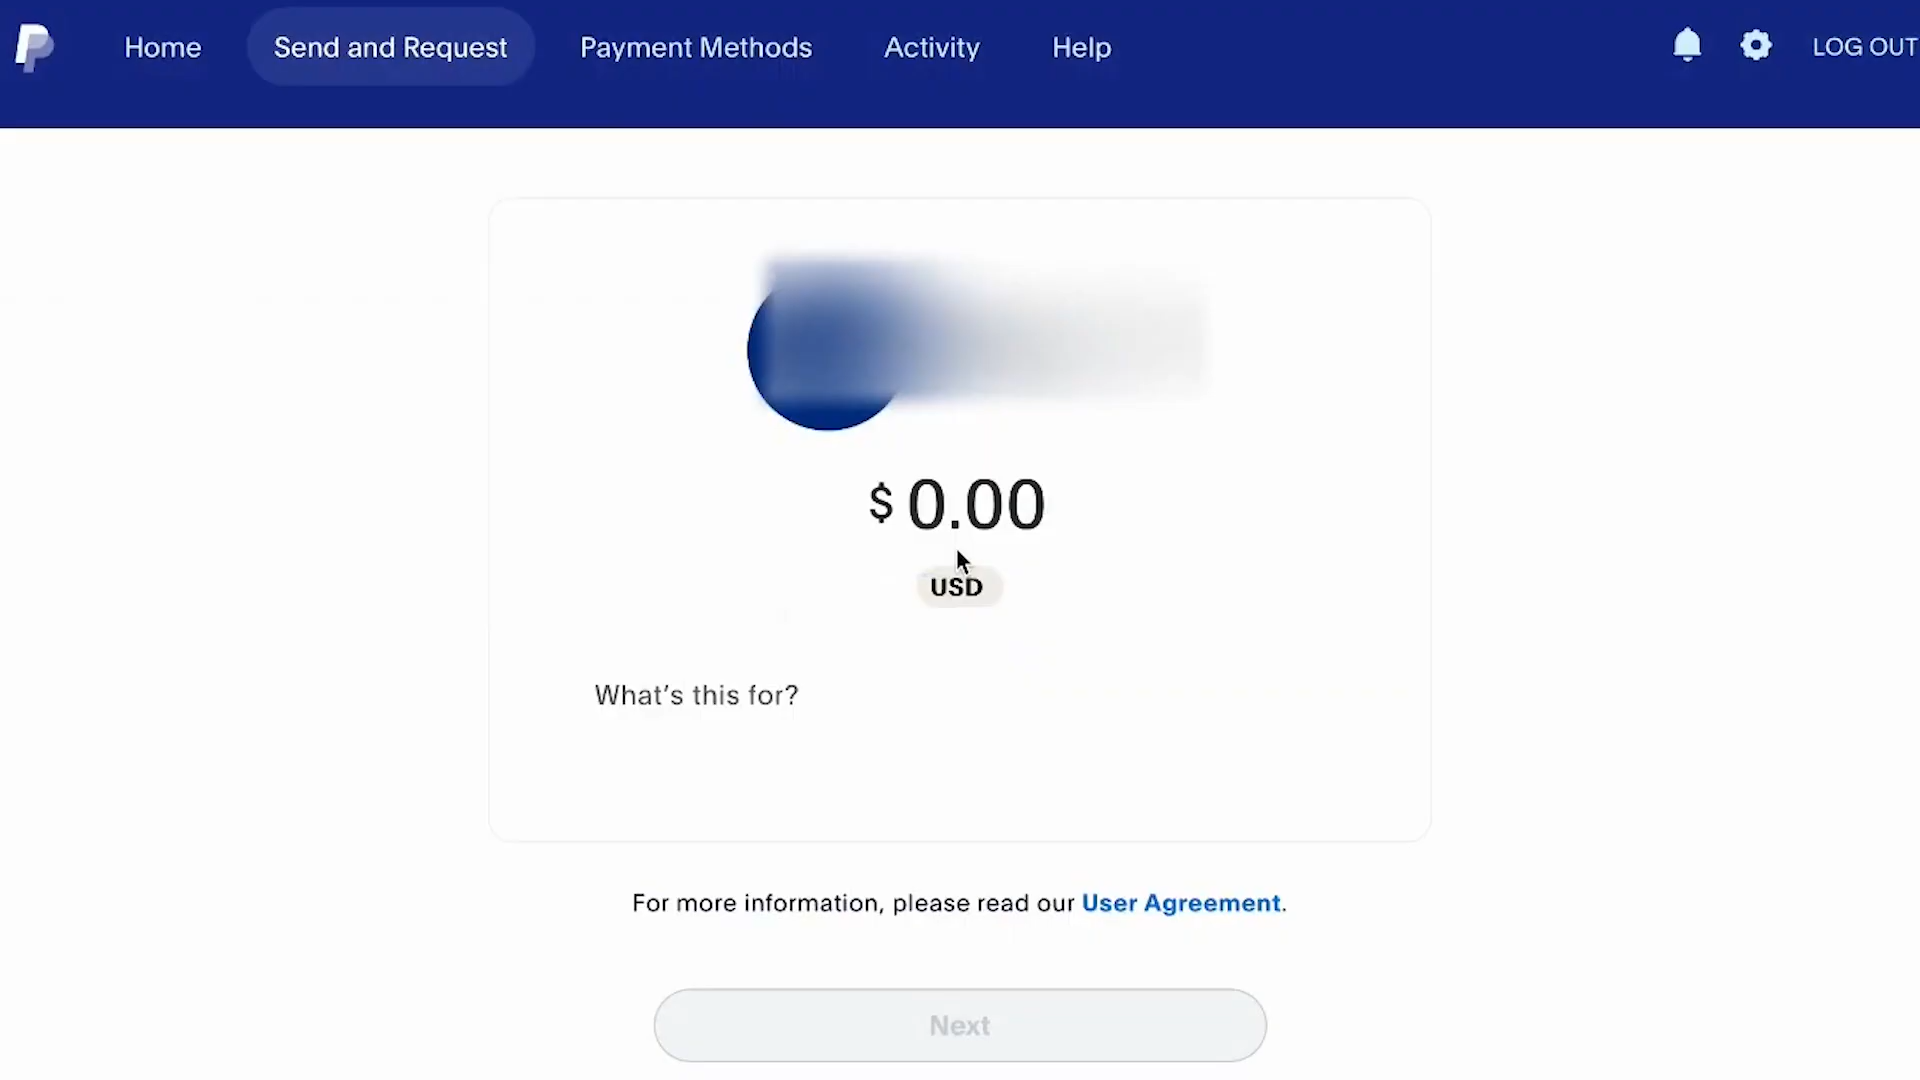 Home Send and Request Payment Methods Activity Help LOG OUT
$ 0.00
USD
What's this for?
For more information, please read our User Agreement.
Next